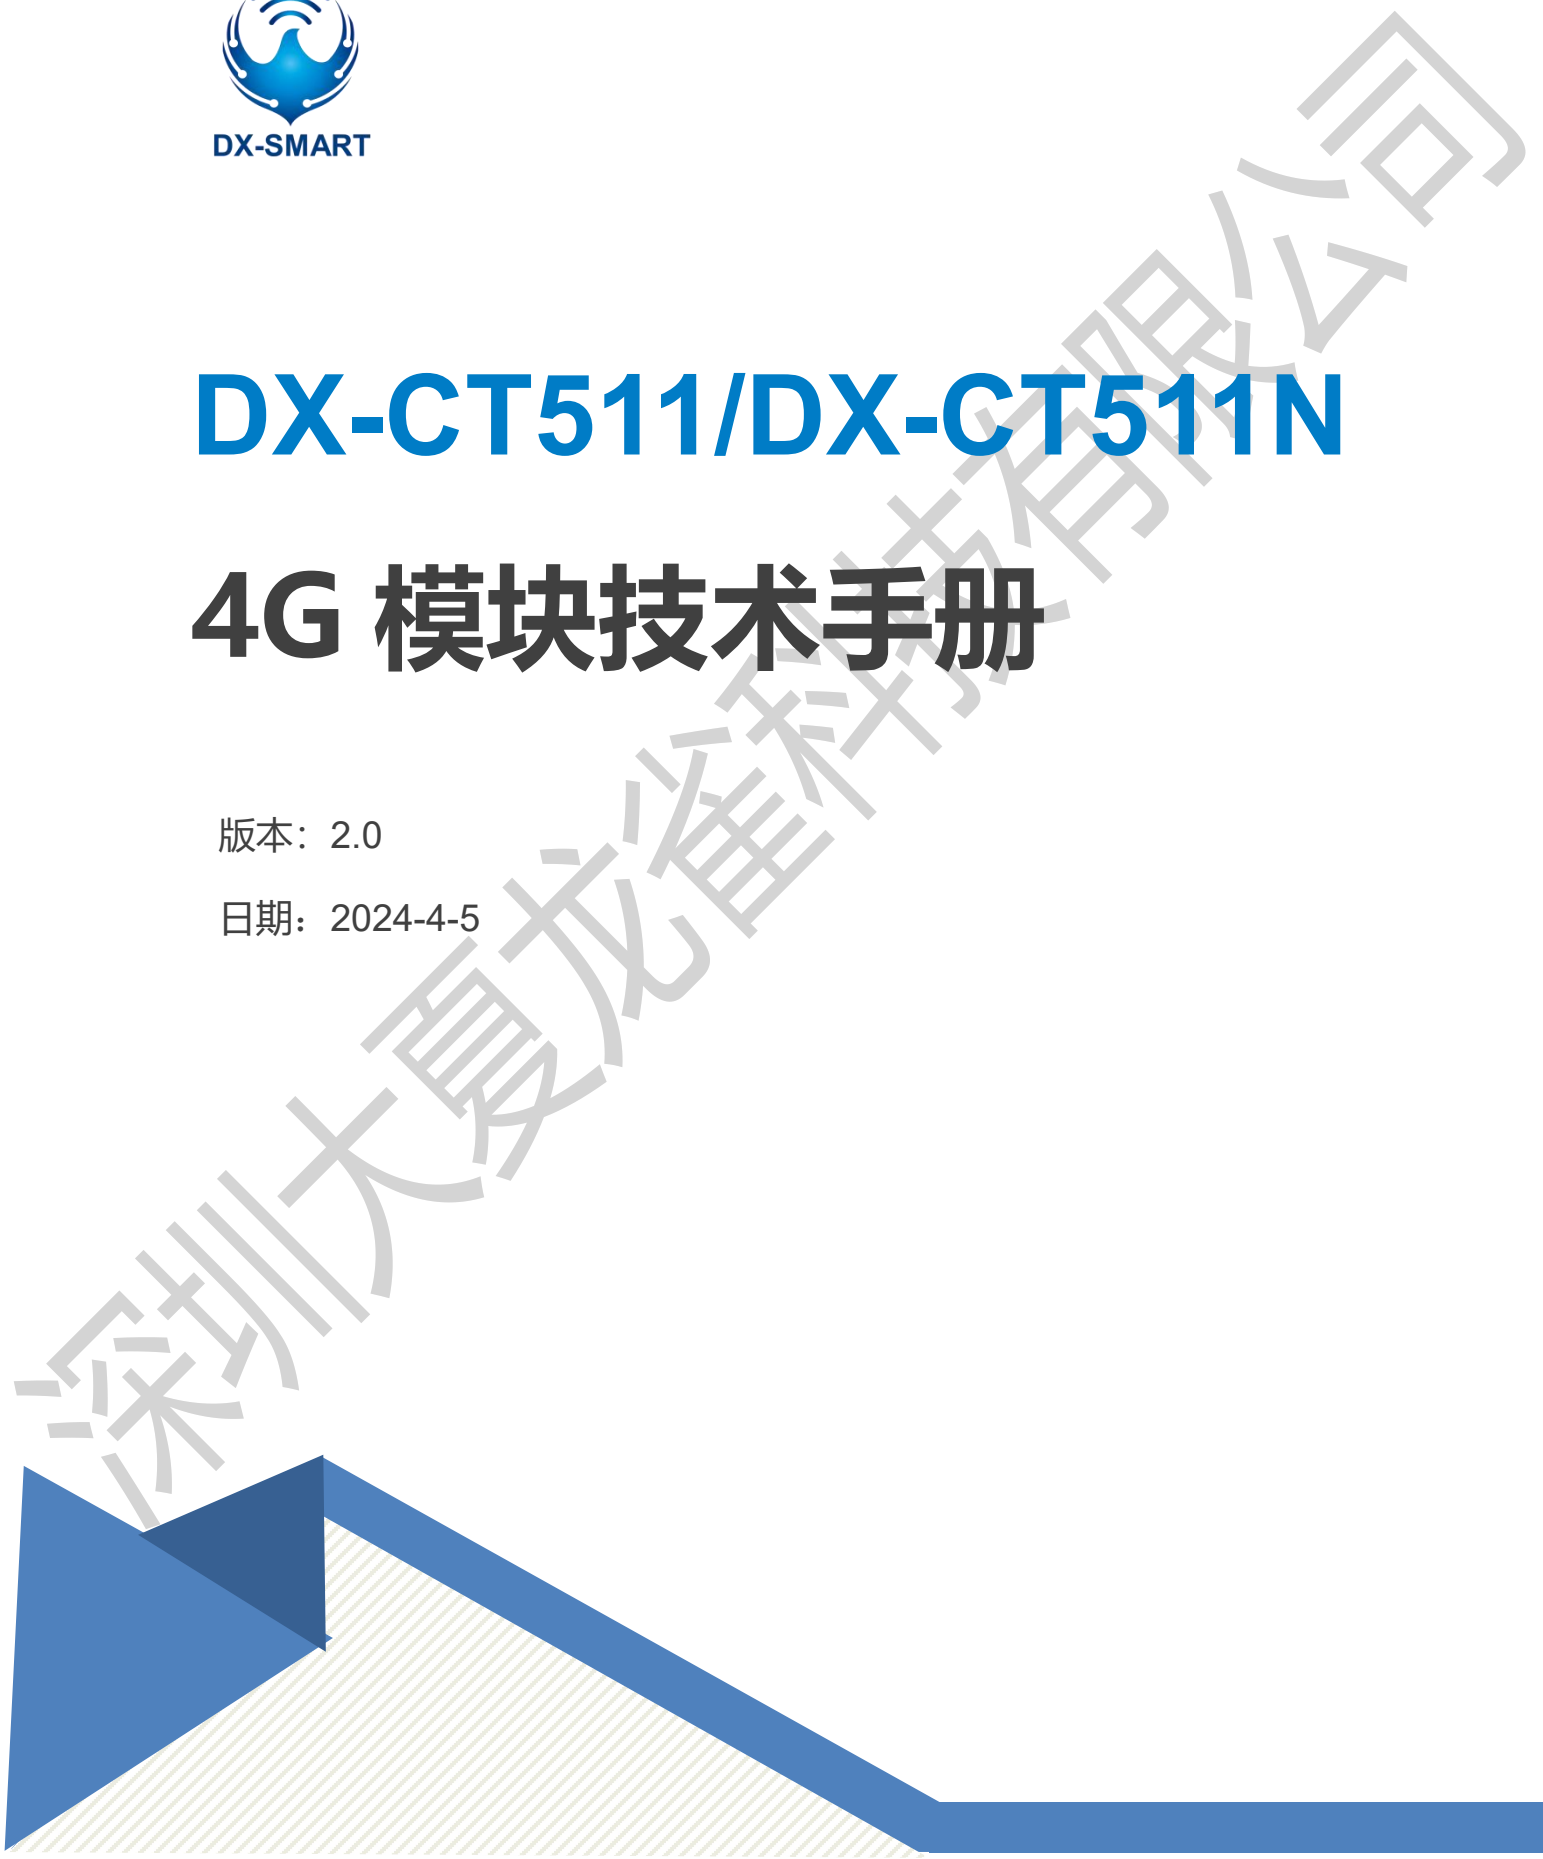 DX-SMART
DX-CT511/DX-CT511N
4G 模块技术手册
版本：2.0
日期：2024-4-5
深圳大夏龙雀科技有限公司